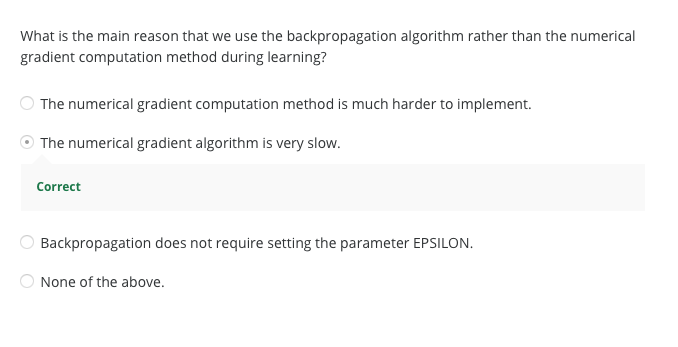 What is the main reason that we use the backpropagation algorithm rather than the numerical
gradient computation method during learning?
The numerical gradient computation method is much harder to implement.
The numerical gradient algorithm is very slow.
Correct
Backpropagation does not require setting the parameter EPSILON.
None of the above.